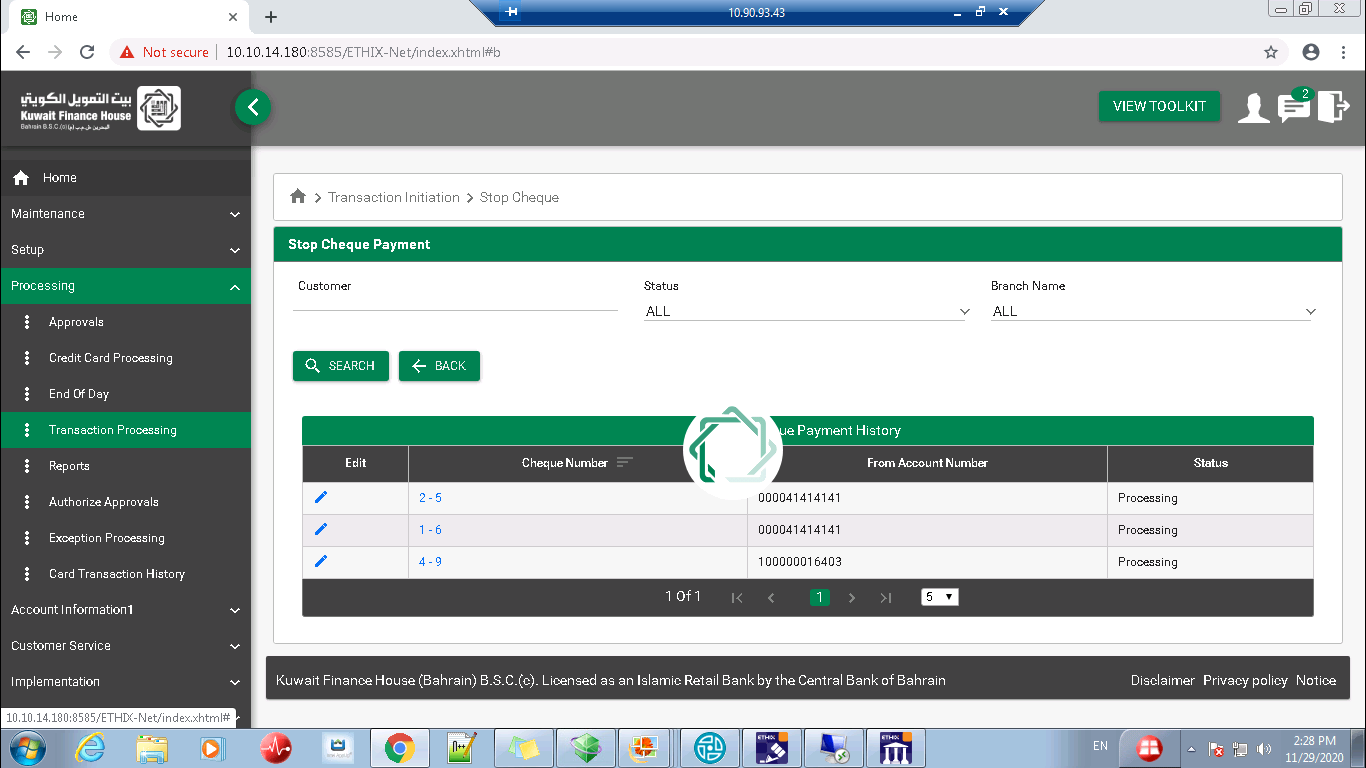 Home
10.90.93.43
Not secure
10.10.14.180:8585/ETHIX-Net/index.xhtml#b
بيت التمويل الكويتي
Kuwait Finance House
Bahrain B.S.C.(c)
VIEW TOOLKIT
2
Home
Maintenance
Setup
Processing
Approvals
Credit Card Processing
End Of Day
Transaction Processing
Reports
Authorize Approvals
Exception Processing
Card Transaction History
Account Information1
Customer Service
Implementation
10.10.14.180:8585/ETHIX-Net/index.xhtml#
Transaction Initiation
Stop Cheque
Stop Cheque Payment
Customer
Status
Branch Name
ALL
ALL
SEARCH
BACK
ue Payment History
Edit
Cheque Number
From Account Number
Status
2 - 5
000041414141
Processing
1 - 6
000041414141
Processing
4 - 9
100000016403
Processing
1 Of 1
1
5
Kuwait Finance House (Bahrain) B.S.C.(c). Licensed as an Islamic Retail Bank by the Central Bank of Bahrain
Disclaimer
Privacy policy
Notice
ETHIX
ETHIX
EN
2:28 PM
11/29/2020